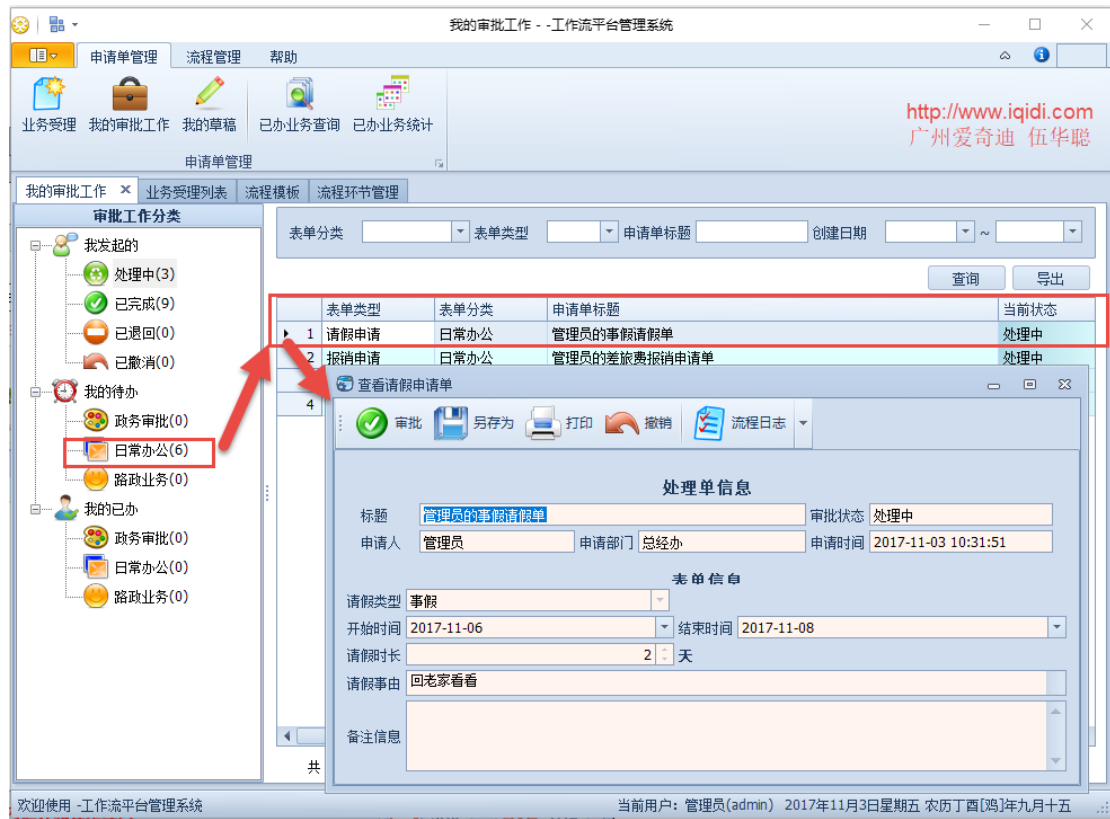 我的审批工作 - -工作流平台管理系统
申请单管理 流程管理 帮助
业务受理 我的审批工作 我的草稿 已办业务查询 已办业务统计
http://www.iqidi.com
广州爱奇迪 伍华聪
申请单管理
我的审批工作 × 业务受理列表 流程模板 流程环节管理
审批工作分类
表单分类 表单类型 申请单标题 创建日期 ~
查询 导出
我发起的
处理中(3)
已完成(9)
已退回(0)
已撤消(0)
我的待办
政务审批(0)
日常办公(6)
路政业务(0)
我的已办
政务审批(0)
日常办公(0)
路政业务(0)
表单类型 表单分类 申请单标题 当前状态
1 请假申请 日常办公 管理员的事假请假单 处理中
2 报销申请 日常办公 管理员的差旅费报销申请单 处理中
4
查看请假申请单
审批 另存为 打印 撤销 流程日志
处理单信息
标题 管理员的事假请假单 审批状态 处理中
申请人 管理员 申请部门 总经办 申请时间 2017-11-03 10:31:51
表单信息
请假类型 事假
开始时间 2017-11-06 结束时间 2017-11-08
请假时长 2 天
请假事由 回老家看看
备注信息
共
欢迎使用 -工作流平台管理系统 当前用户：管理员(admin) 2017年11月3日星期五 农历丁酉[鸡]年九月十五